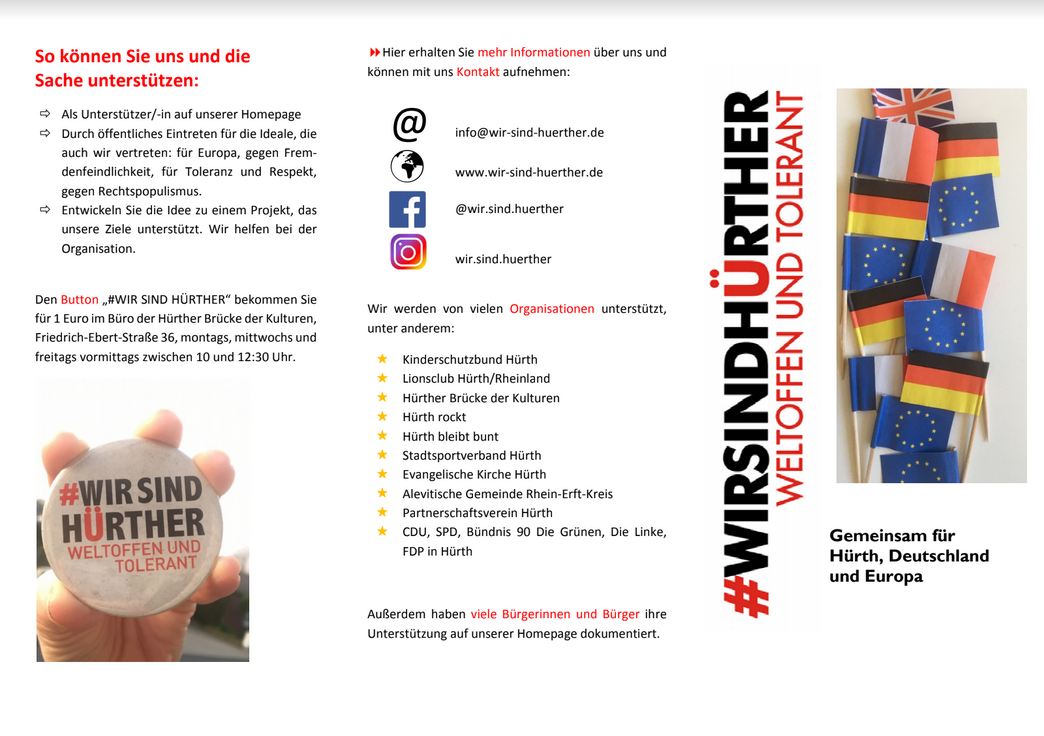 So können Sie uns und die
Sache unterstützen:
⇨ Als Unterstützer/-in auf unserer Homepage
⇨ Durch öffentliches Eintreten für die Ideale, die
auch wir vertreten: für Europa, gegen Frem-
denfeindlichkeit, für Toleranz und Respekt,
gegen Rechtspopulismus.
⇨ Entwickeln Sie die Idee zu einem Projekt, das
unsere Ziele unterstützt. Wir helfen bei der
Organisation.
Den Button „#WIR SIND HÜRTHER“ bekommen Sie
für 1 Euro im Büro der Hürther Brücke der Kulturen,
Friedrich-Ebert-Straße 36, montags, mittwochs und
freitags vormittags zwischen 10 und 12:30 Uhr.
#WIR SIND
HÜRTHER
WELTOFFEN UND
TOLERANT
Hier erhalten Sie mehr Informationen über uns und
können mit uns Kontakt aufnehmen:
@ info@wir-sind-huerther.de
www.wir-sind-huerther.de
@wir.sind.huerther
wir.sind.huerther
Wir werden von vielen Organisationen unterstützt,
unter anderem:
★ Kinderschutzbund Hürth
★ Lionsclub Hürth/Rheinland
★ Hürther Brücke der Kulturen
★ Hürth rockt
★ Hürth bleibt bunt
★ Stadtsportverband Hürth
★ Evangelische Kirche Hürth
★ Alevitische Gemeinde Rhein-Erft-Kreis
★ Partnerschaftsverein Hürth
★ CDU, SPD, Bündnis 90 Die Grünen, Die Linke,
FDP in Hürth
Außerdem haben viele Bürgerinnen und Bürger ihre
Unterstützung auf unserer Homepage dokumentiert.
#WIRSINDHÜRTHER
WELTOFFEN UND TOLERANT
Gemeinsam für
Hürth, Deutschland
und Europa